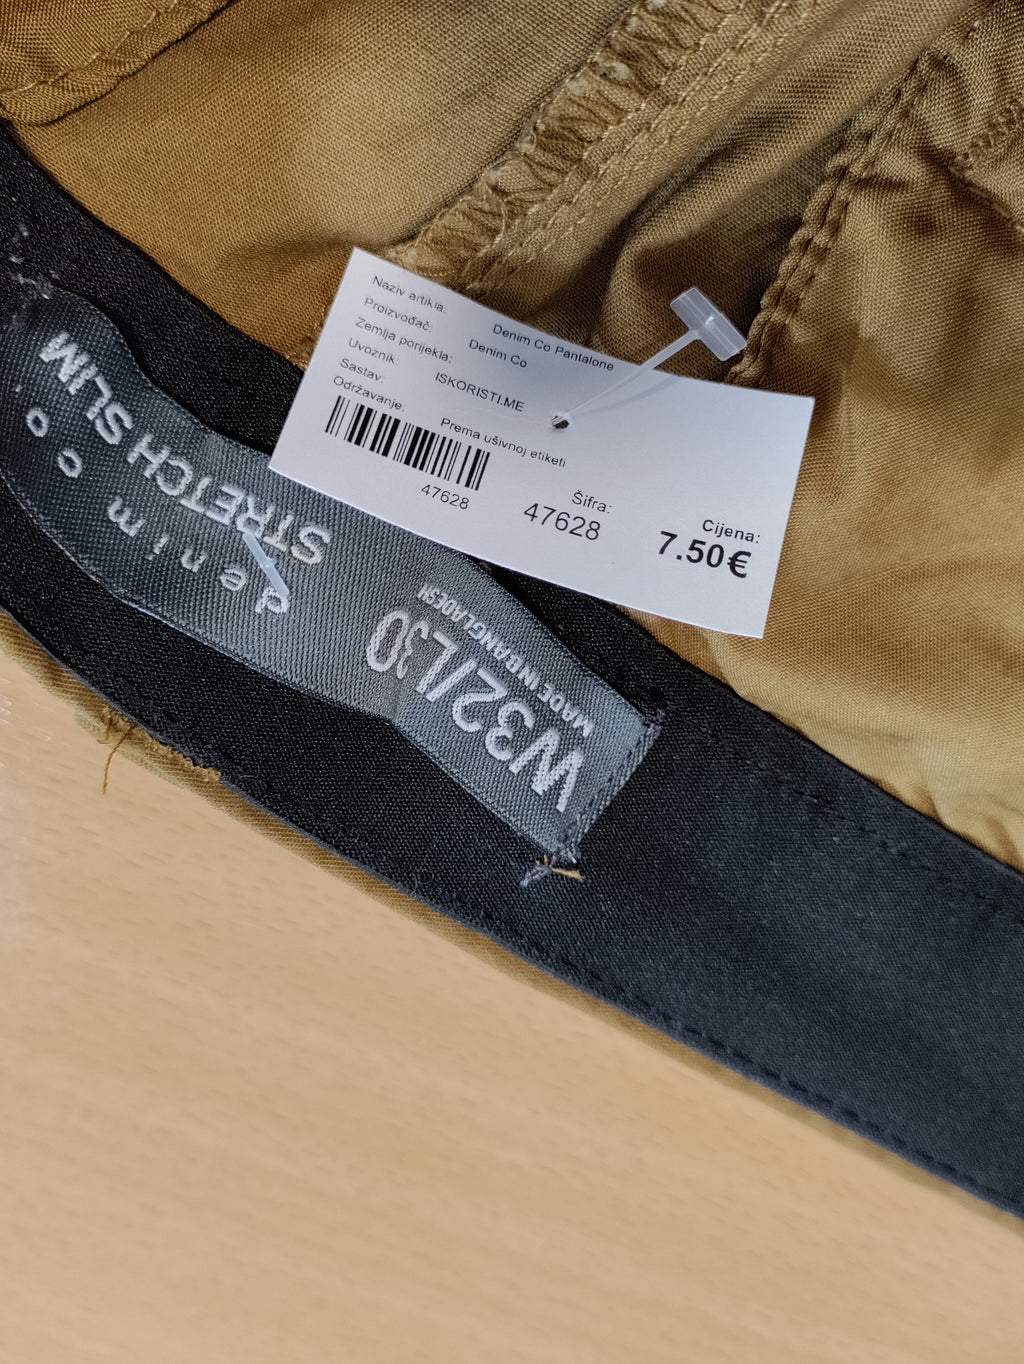 Naziv artikla: Denim Co Pantalone
Proizvođač: Denim Co
Zemlja porijekla:
Uvoznik: ISKORISTI.ME
Sastav:
Održavanje: Prema ušivnoj etiketi
47628
Šifra:
47628
Cijena:
7.50€
denim co
STRETCH SLIM
W32/L30
MADE IN BANGLADESH